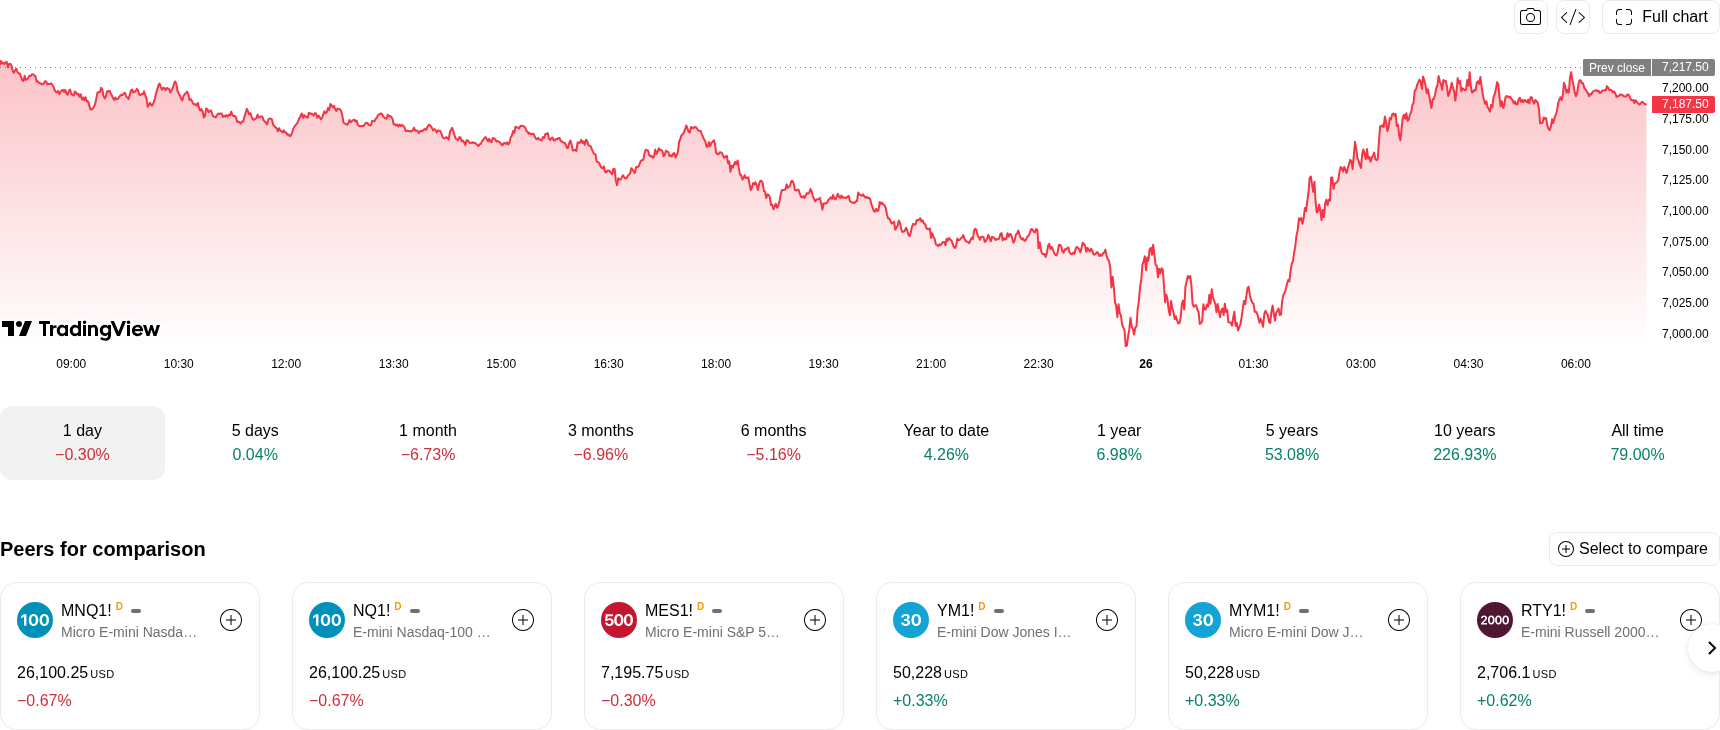 Full chart
Prev close 7,217.50
7,200.00
7,187.50
7,175.00
7,150.00
7,125.00
7,100.00
7,075.00
7,050.00
7,025.00
7,000.00
TradingView
09:00 10:30 12:00 13:30 15:00 16:30 18:00 19:30 21:00 22:30 26 01:30 03:00 04:30 06:00
1 day 5 days 1 month 3 months 6 months Year to date 1 year 5 years 10 years All time
−0.30% 0.04% −6.73% −6.96% −5.16% 4.26% 6.98% 53.08% 226.93% 79.00%
Peers for comparison
Select to compare
100 MNQ1! D
Micro E-mini Nasda…
26,100.25 USD
−0.67%
100 NQ1! D
E-mini Nasdaq-100 …
26,100.25 USD
−0.67%
500 MES1! D
Micro E-mini S&P 5…
7,195.75 USD
−0.30%
30 YM1! D
E-mini Dow Jones I…
50,228 USD
+0.33%
30 MYM1! D
Micro E-mini Dow J…
50,228 USD
+0.33%
2000 RTY1! D
E-mini Russell 2000…
2,706.1 USD
+0.62%